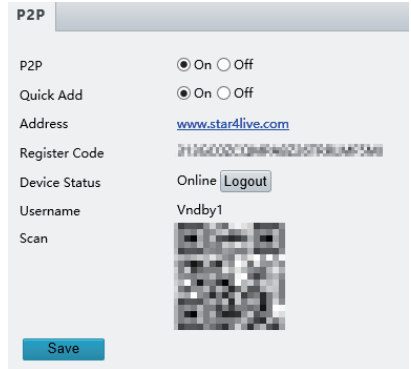 P2P
P2P On Off
Quick Add On Off
Address www.star4live.com
Register Code
Device Status Online Logout
Username Vndby1
Scan
Save